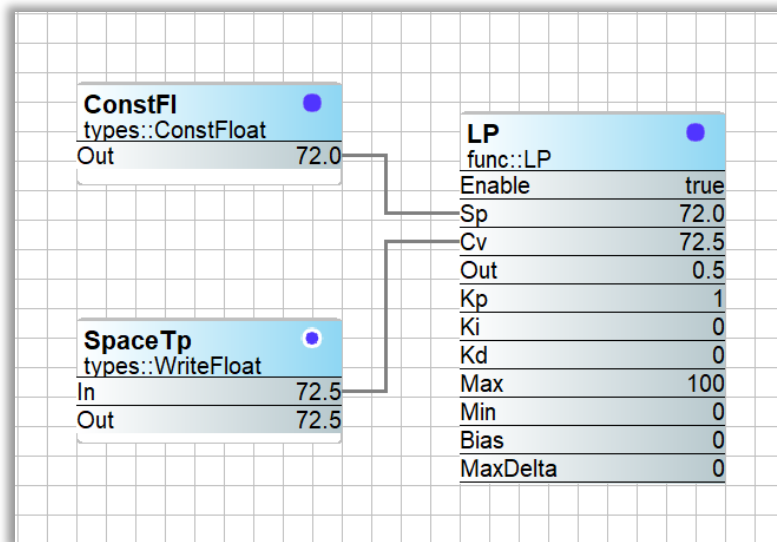 ConstFl
types::ConstFloat
Out 72.0
LP
func::LP
Enable true
Sp 72.0
Cv 72.5
Out 0.5
Kp 1
Ki 0
Kd 0
Max 100
Min 0
Bias 0
MaxDelta 0
SpaceTp
types::WriteFloat
In 72.5
Out 72.5